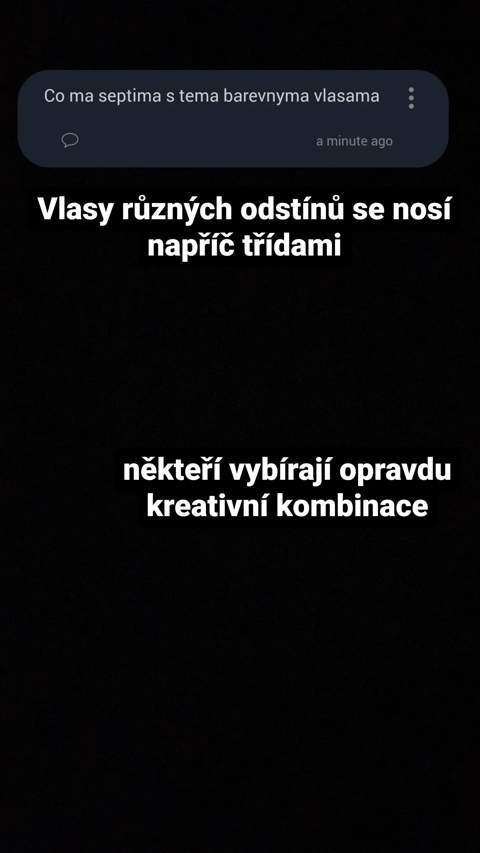 Co ma septima s tema barevnyma vlasama
a minute ago
Vlasy různých odstínů se nosí
napříč třídami
někteří vybírají opravdu
kreativní kombinace